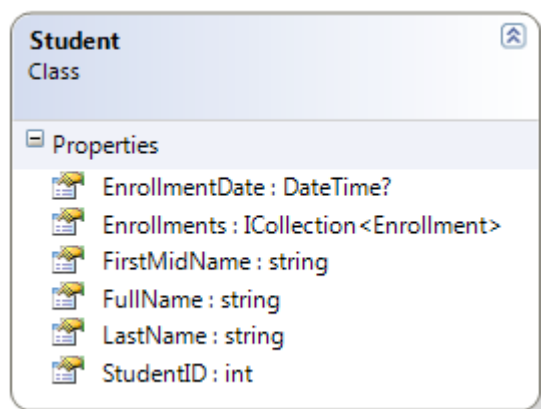 Student
Class
Properties
EnrollmentDate : DateTime?
Enrollments : ICollection<Enrollment>
FirstMidName : string
FullName : string
LastName : string
StudentID : int